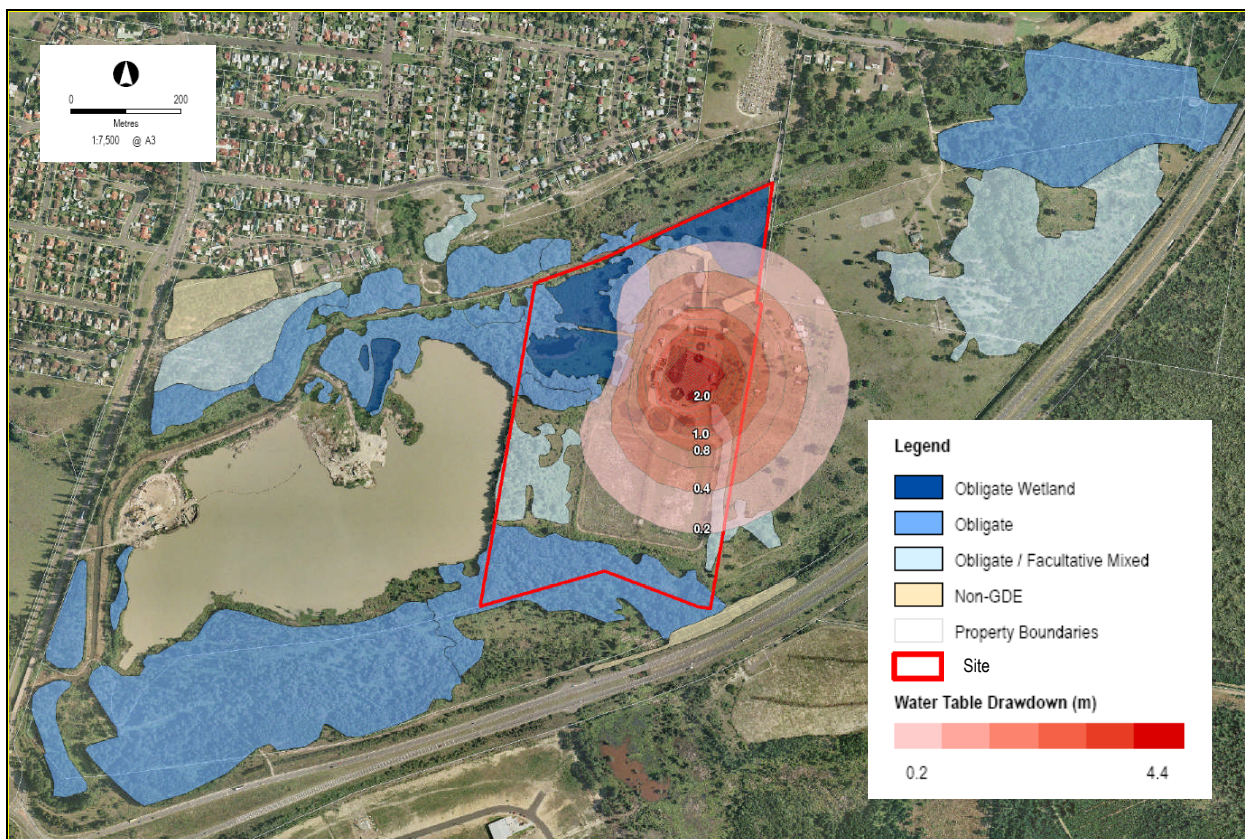 0 200
Metres
1:7,500 @ A3
2.0
1.0
0.8
0.4
0.2
Legend
Obligate Wetland
Obligate
Obligate / Facultative Mixed
Non-GDE
Property Boundaries
Site
Water Table Drawdown (m)
0.2 4.4